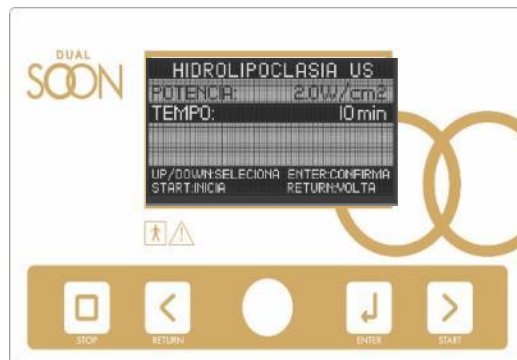 DUAL
SOON
HIDROLIPOCLASIA US
POTENCIA: 2.0W/cm2
TEMPO: 10 min
UP/DOWN:SELECIONA ENTER:CONFIRMA
START:INICIA RETURN:VOLTA
STOP
RETURN
ENTER
START